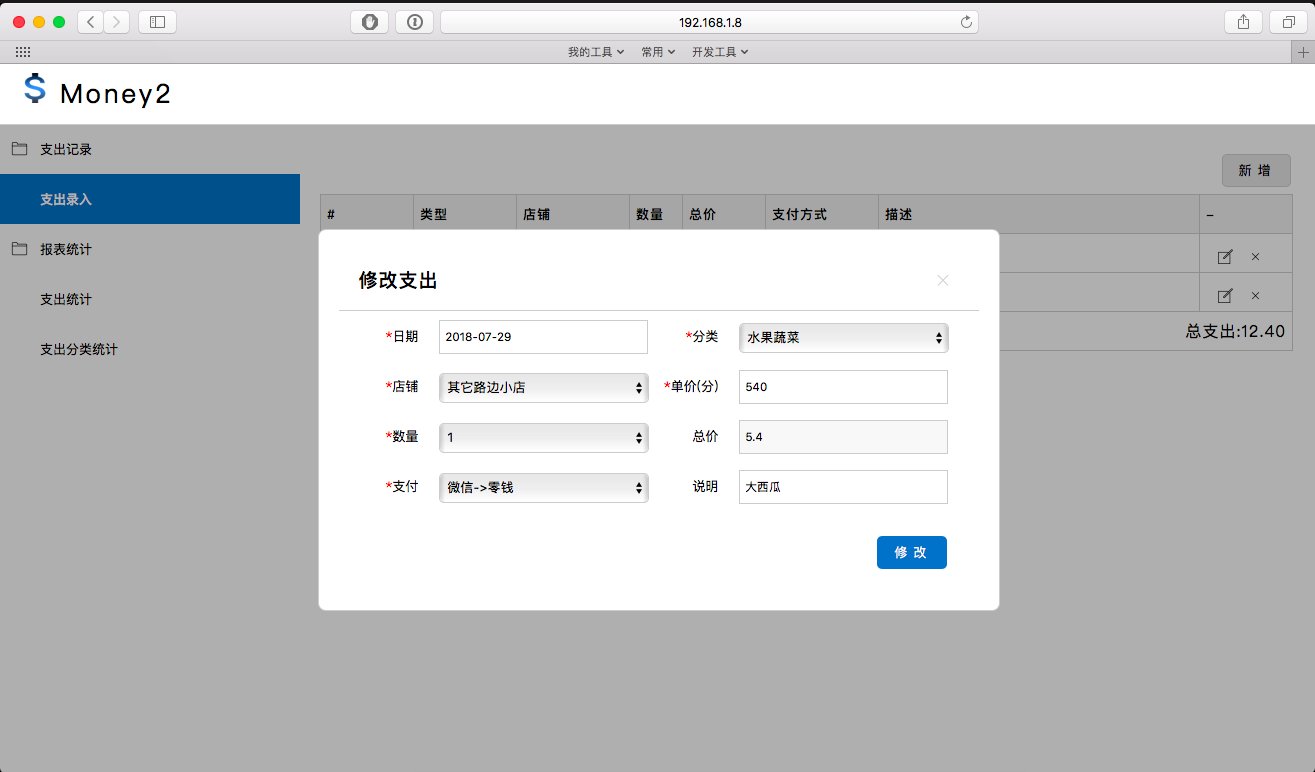 192.168.1.8
我的工具 常用 开发工具
$ Money2
支出记录
新 增
支出录入
# 类型 店铺 数量 总价 支付方式 描述 –
报表统计
修改支出
支出统计
总支出:12.40
*日期 2018-07-29 *分类 水果蔬菜
支出分类统计
*店铺 其它路边小店 *单价(分) 540
*数量 1 总价 5.4
*支付 微信->零钱 说明 大西瓜
修 改